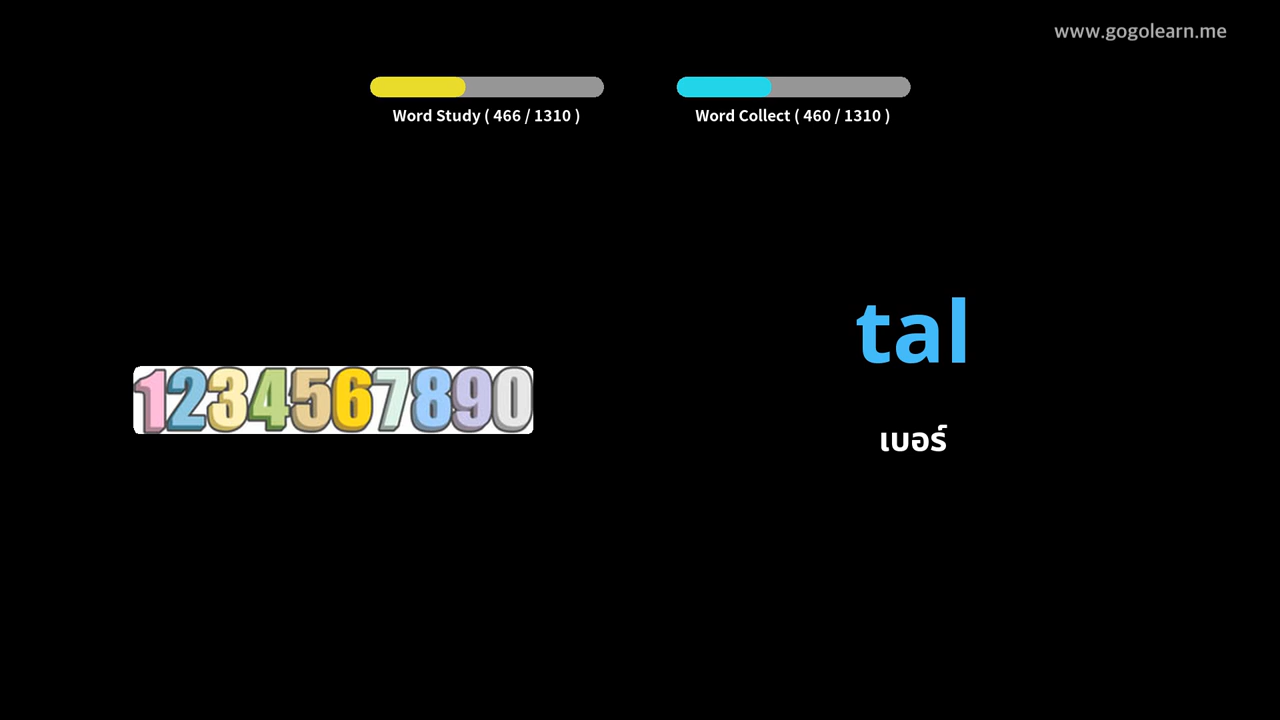 www.gogolearn.me
Word Study ( 466 / 1310 )
Word Collect ( 460 / 1310 )
tal
1234567890
เบอร์